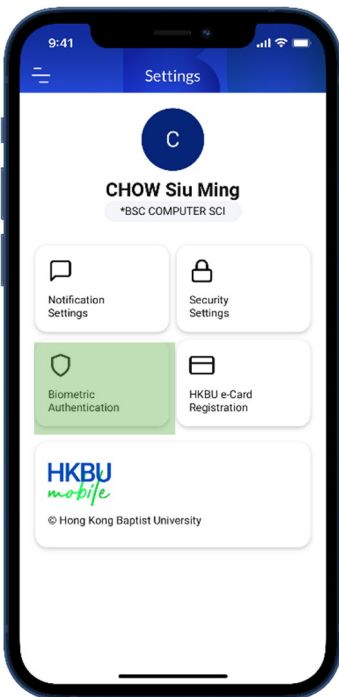 9:41
Settings
C
CHOW Siu Ming
*BSC COMPUTER SCI
Notification
Settings
Security
Settings
Biometric
Authentication
HKBU e-Card
Registration
HKBU
mobile
© Hong Kong Baptist University